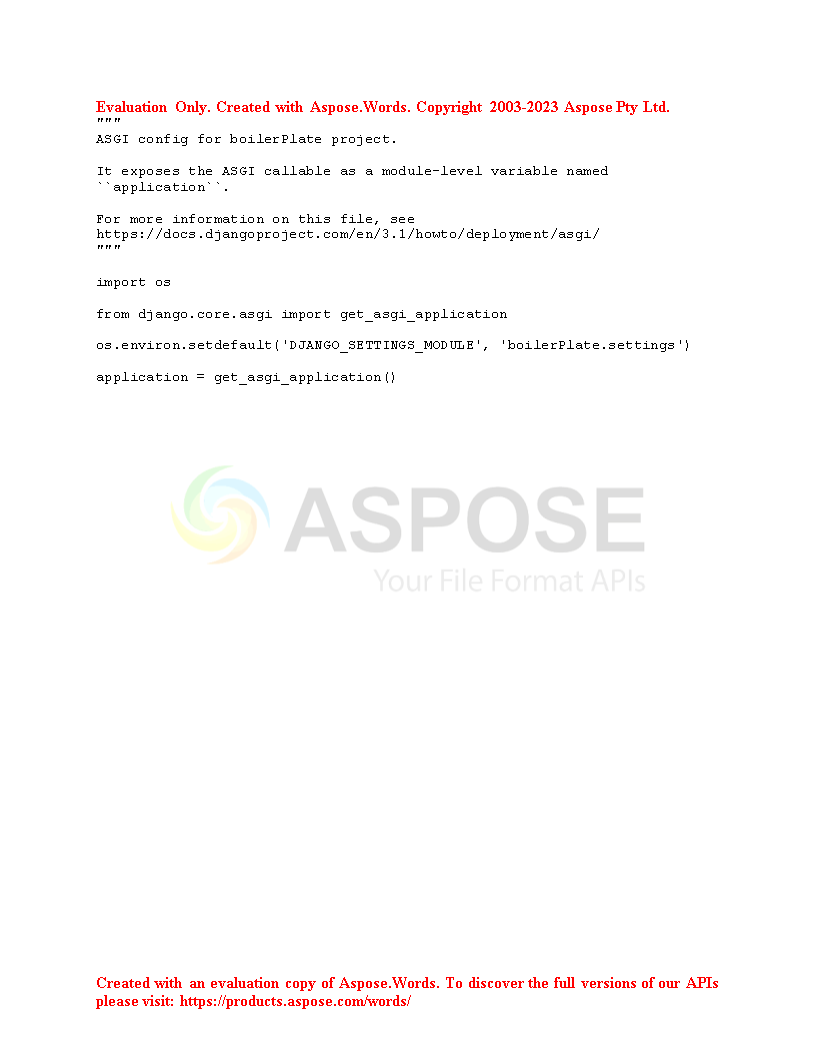 Evaluation Only. Created with Aspose.Words. Copyright 2003-2023 Aspose Pty Ltd.
"""
ASGI config for boilerPlate project.
It exposes the ASGI callable as a module-level variable named
``application``.
For more information on this file, see
https://docs.djangoproject.com/en/3.1/howto/deployment/asgi/
"""
import os
from django.core.asgi import get_asgi_application
os.environ.setdefault('DJANGO_SETTINGS_MODULE', 'boilerPlate.settings')
application = get_asgi_application()
ASPOSE
Your File Format APIs
Created with an evaluation copy of Aspose.Words. To discover the full versions of our APIs
please visit: https://products.aspose.com/words/